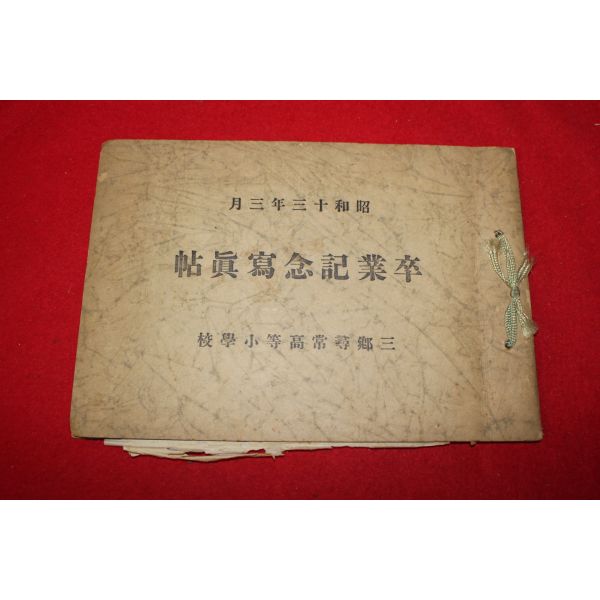 昭和十三年三月
卒業記念寫眞帖
三鄕尋常高等小學校